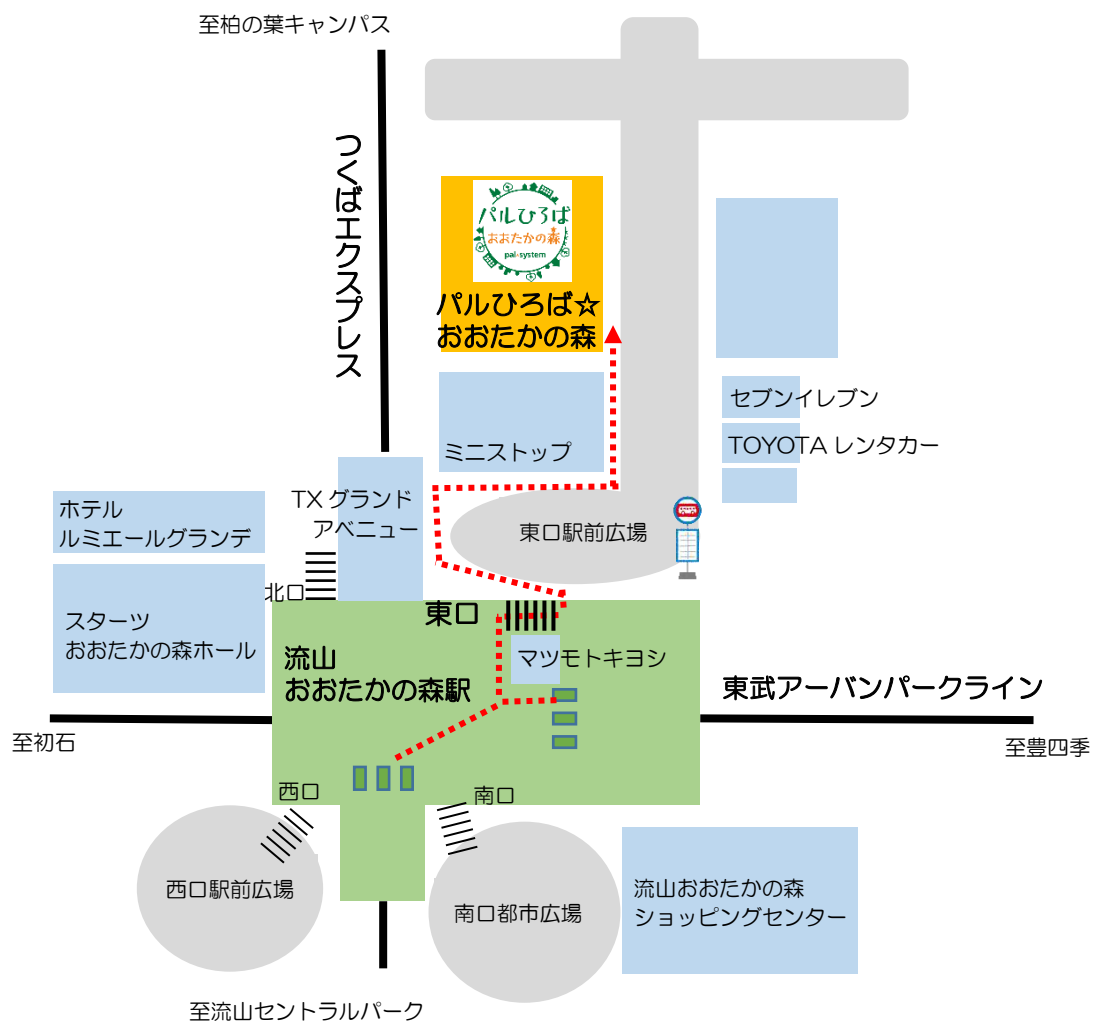 至柏の葉キャンパス
つくばエクスプレス
パルひろば
おおたかの森
pal-system
パルひろば☆
おおたかの森
セブンイレブン
ミニストップ
TOYOTAレンタカー
TXグランド
アベニュー
ホテル
ルミエールグランデ
東口駅前広場
北口
東口
スターツ
おおたかの森ホール
流山
おおたかの森駅
マツモトキヨシ
東武アーバンパークライン
至初石
至豊四季
西口
南口
西口駅前広場
南口都市広場
流山おおたかの森
ショッピングセンター
至流山セントラルパーク